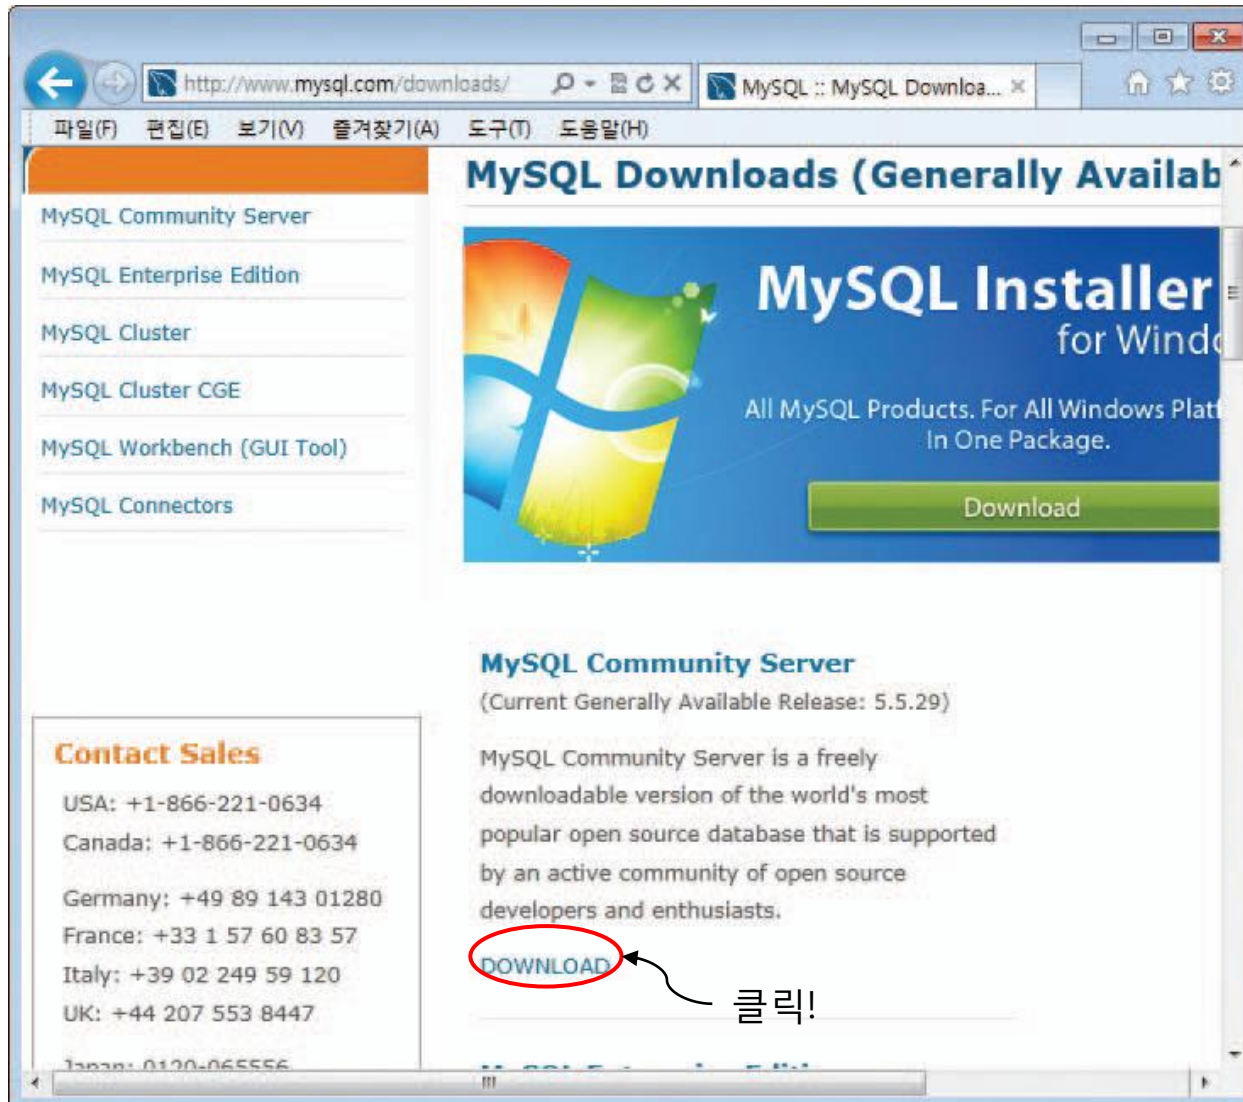 http://www.mysql.com/downloads/
MySQL :: MySQL Downloa...
파일(F) 편집(E) 보기(V) 즐겨찾기(A) 도구(T) 도움말(H)
MySQL Community Server
MySQL Enterprise Edition
MySQL Cluster
MySQL Cluster CGE
MySQL Workbench (GUI Tool)
MySQL Connectors
Contact Sales
USA: +1-866-221-0634
Canada: +1-866-221-0634
Germany: +49 89 143 01280
France: +33 1 57 60 83 57
Italy: +39 02 249 59 120
UK: +44 207 553 8447
Japan: 0120-065556
MySQL Downloads (Generally Availab
MySQL Installer
for Windo
All MySQL Products. For All Windows Platf
In One Package.
Download
MySQL Community Server
(Current Generally Available Release: 5.5.29)
MySQL Community Server is a freely
downloadable version of the world's most
popular open source database that is supported
by an active community of open source
developers and enthusiasts.
DOWNLOAD
클릭!
MySQL Enterprise Edition